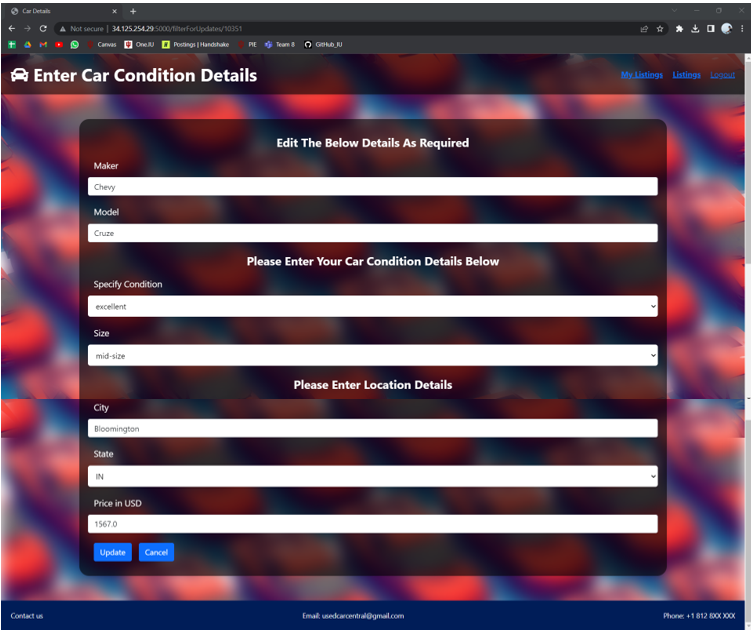 Car Details
Not secure | 34.125.254.29:5000/filterForUpdates/10351
Canvas One.IU Postings | Handshake PIE Team 8 GitHub_IU
Enter Car Condition Details
My Listings Listings Logout
Edit The Below Details As Required
Maker
Chevy
Model
Cruze
Please Enter Your Car Condition Details Below
Specify Condition
excellent
Size
mid-size
Please Enter Location Details
City
Bloomington
State
IN
Price in USD
1567.0
Update Cancel
Contact us Email: usedcarcentral@gmail.com Phone: +1 812 8XX XXX